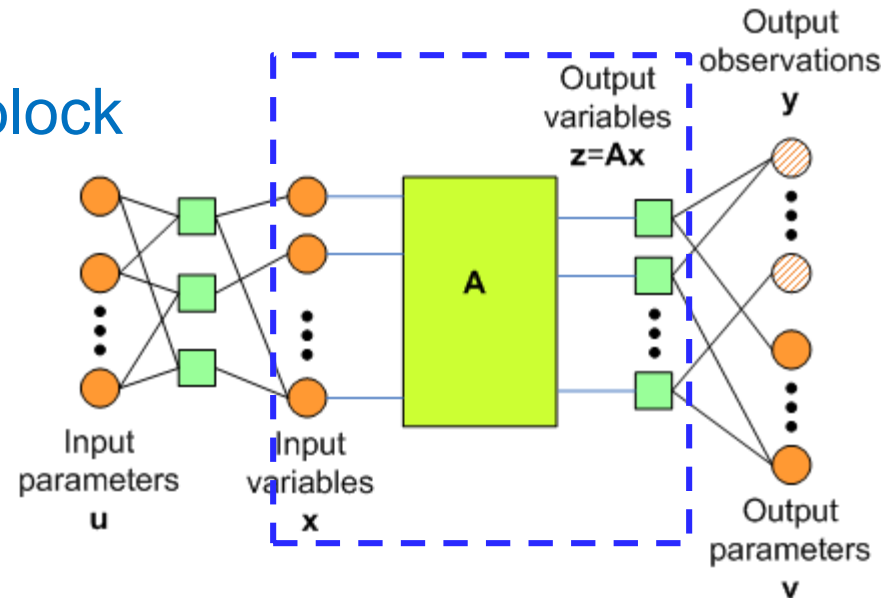 block
Output
observations
y
Output
variables
z=Ax
A
Input
parameters
u
Input
variables
x
Output
parameters
v